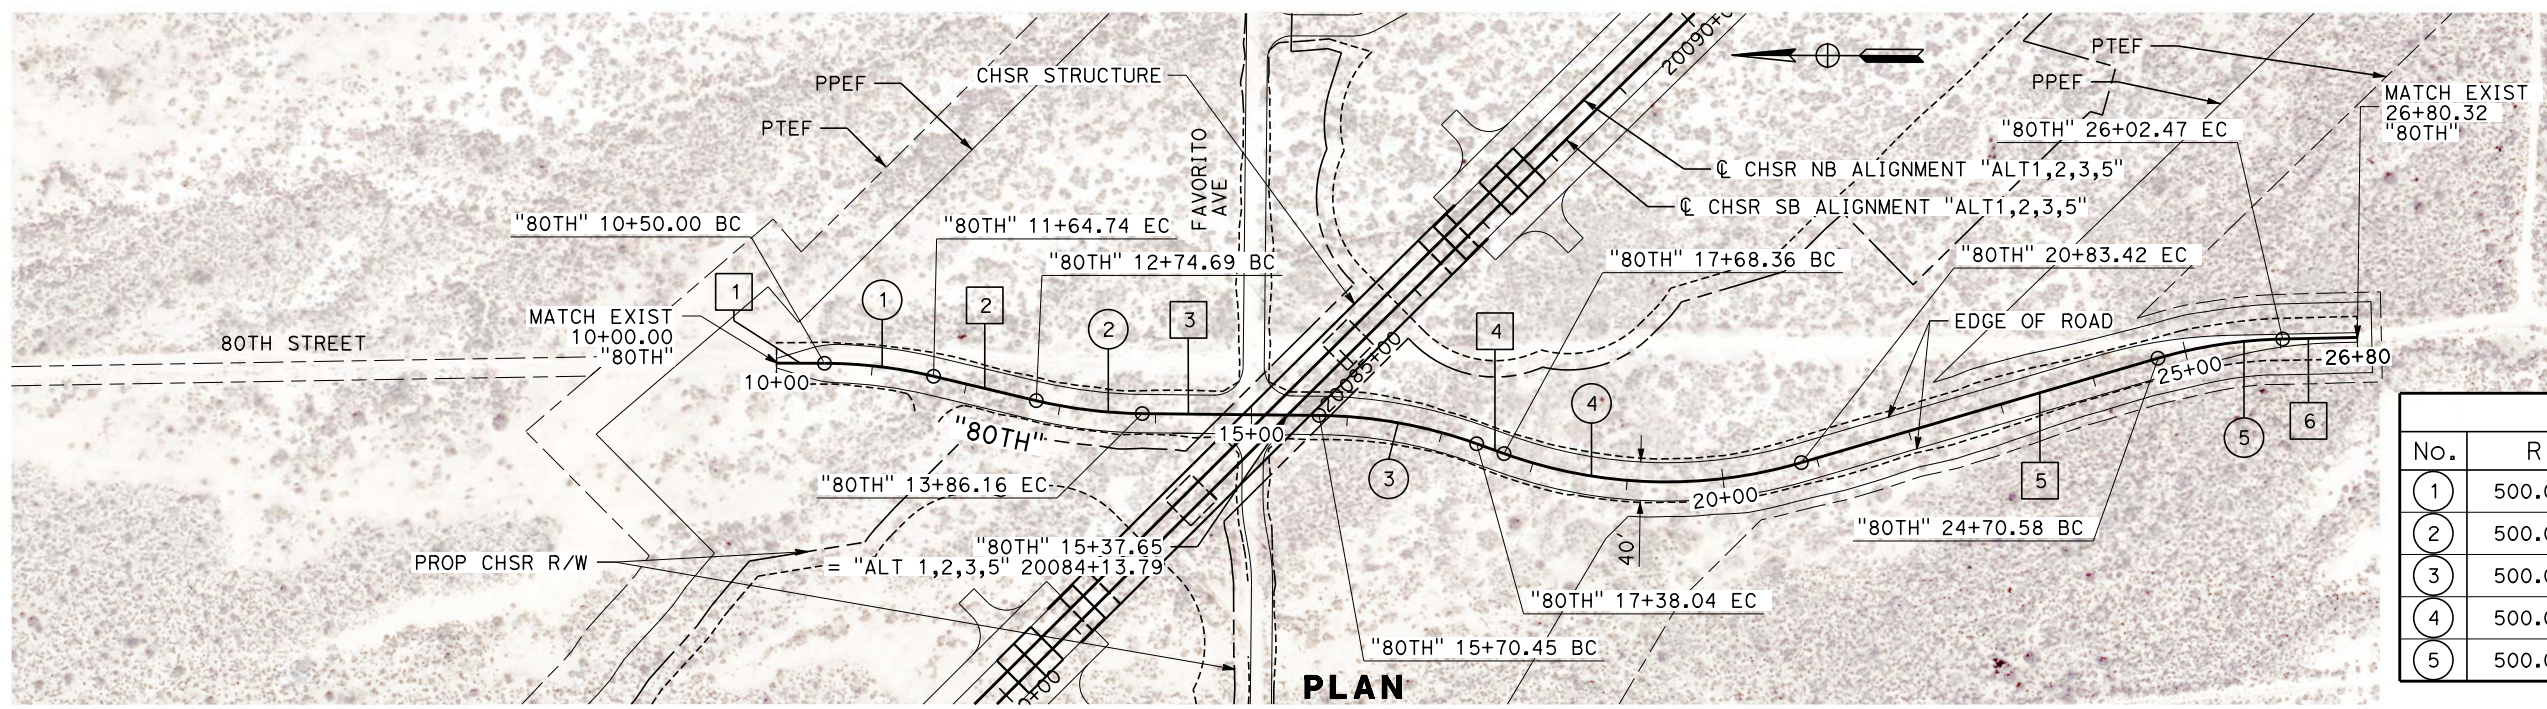 20090+
PTEF
PPEF
MATCH EXIST
26+80.32
"80TH"
CHSR STRUCTURE
PPEF
PTEF
FAVORITO
AVE
"80TH" 26+02.47 EC
℄ CHSR NB ALIGNMENT "ALT1,2,3,5"
℄ CHSR SB ALIGNMENT "ALT1,2,3,5"
"80TH" 10+50.00 BC
"80TH" 11+64.74 EC
"80TH" 12+74.69 BC
"80TH" 17+68.36 BC
"80TH" 20+83.42 EC
1
1
2
2
3
4
MATCH EXIST
10+00.00
"80TH"
80TH STREET
EDGE OF ROAD
10+00
20085+00
25+00
26+80
"80TH"
15+00
4
3
5
5
6
20+00
40'
"80TH" 13+86.16 EC
"80TH" 24+70.58 BC
"80TH" 15+37.65
= "ALT 1,2,3,5" 20084+13.79
PROP CHSR R/W
"80TH" 17+38.04 EC
"80TH" 15+70.45 BC
+00
PLAN
No. R
1 500.
2 500.
3 500.
4 500.
5 500.